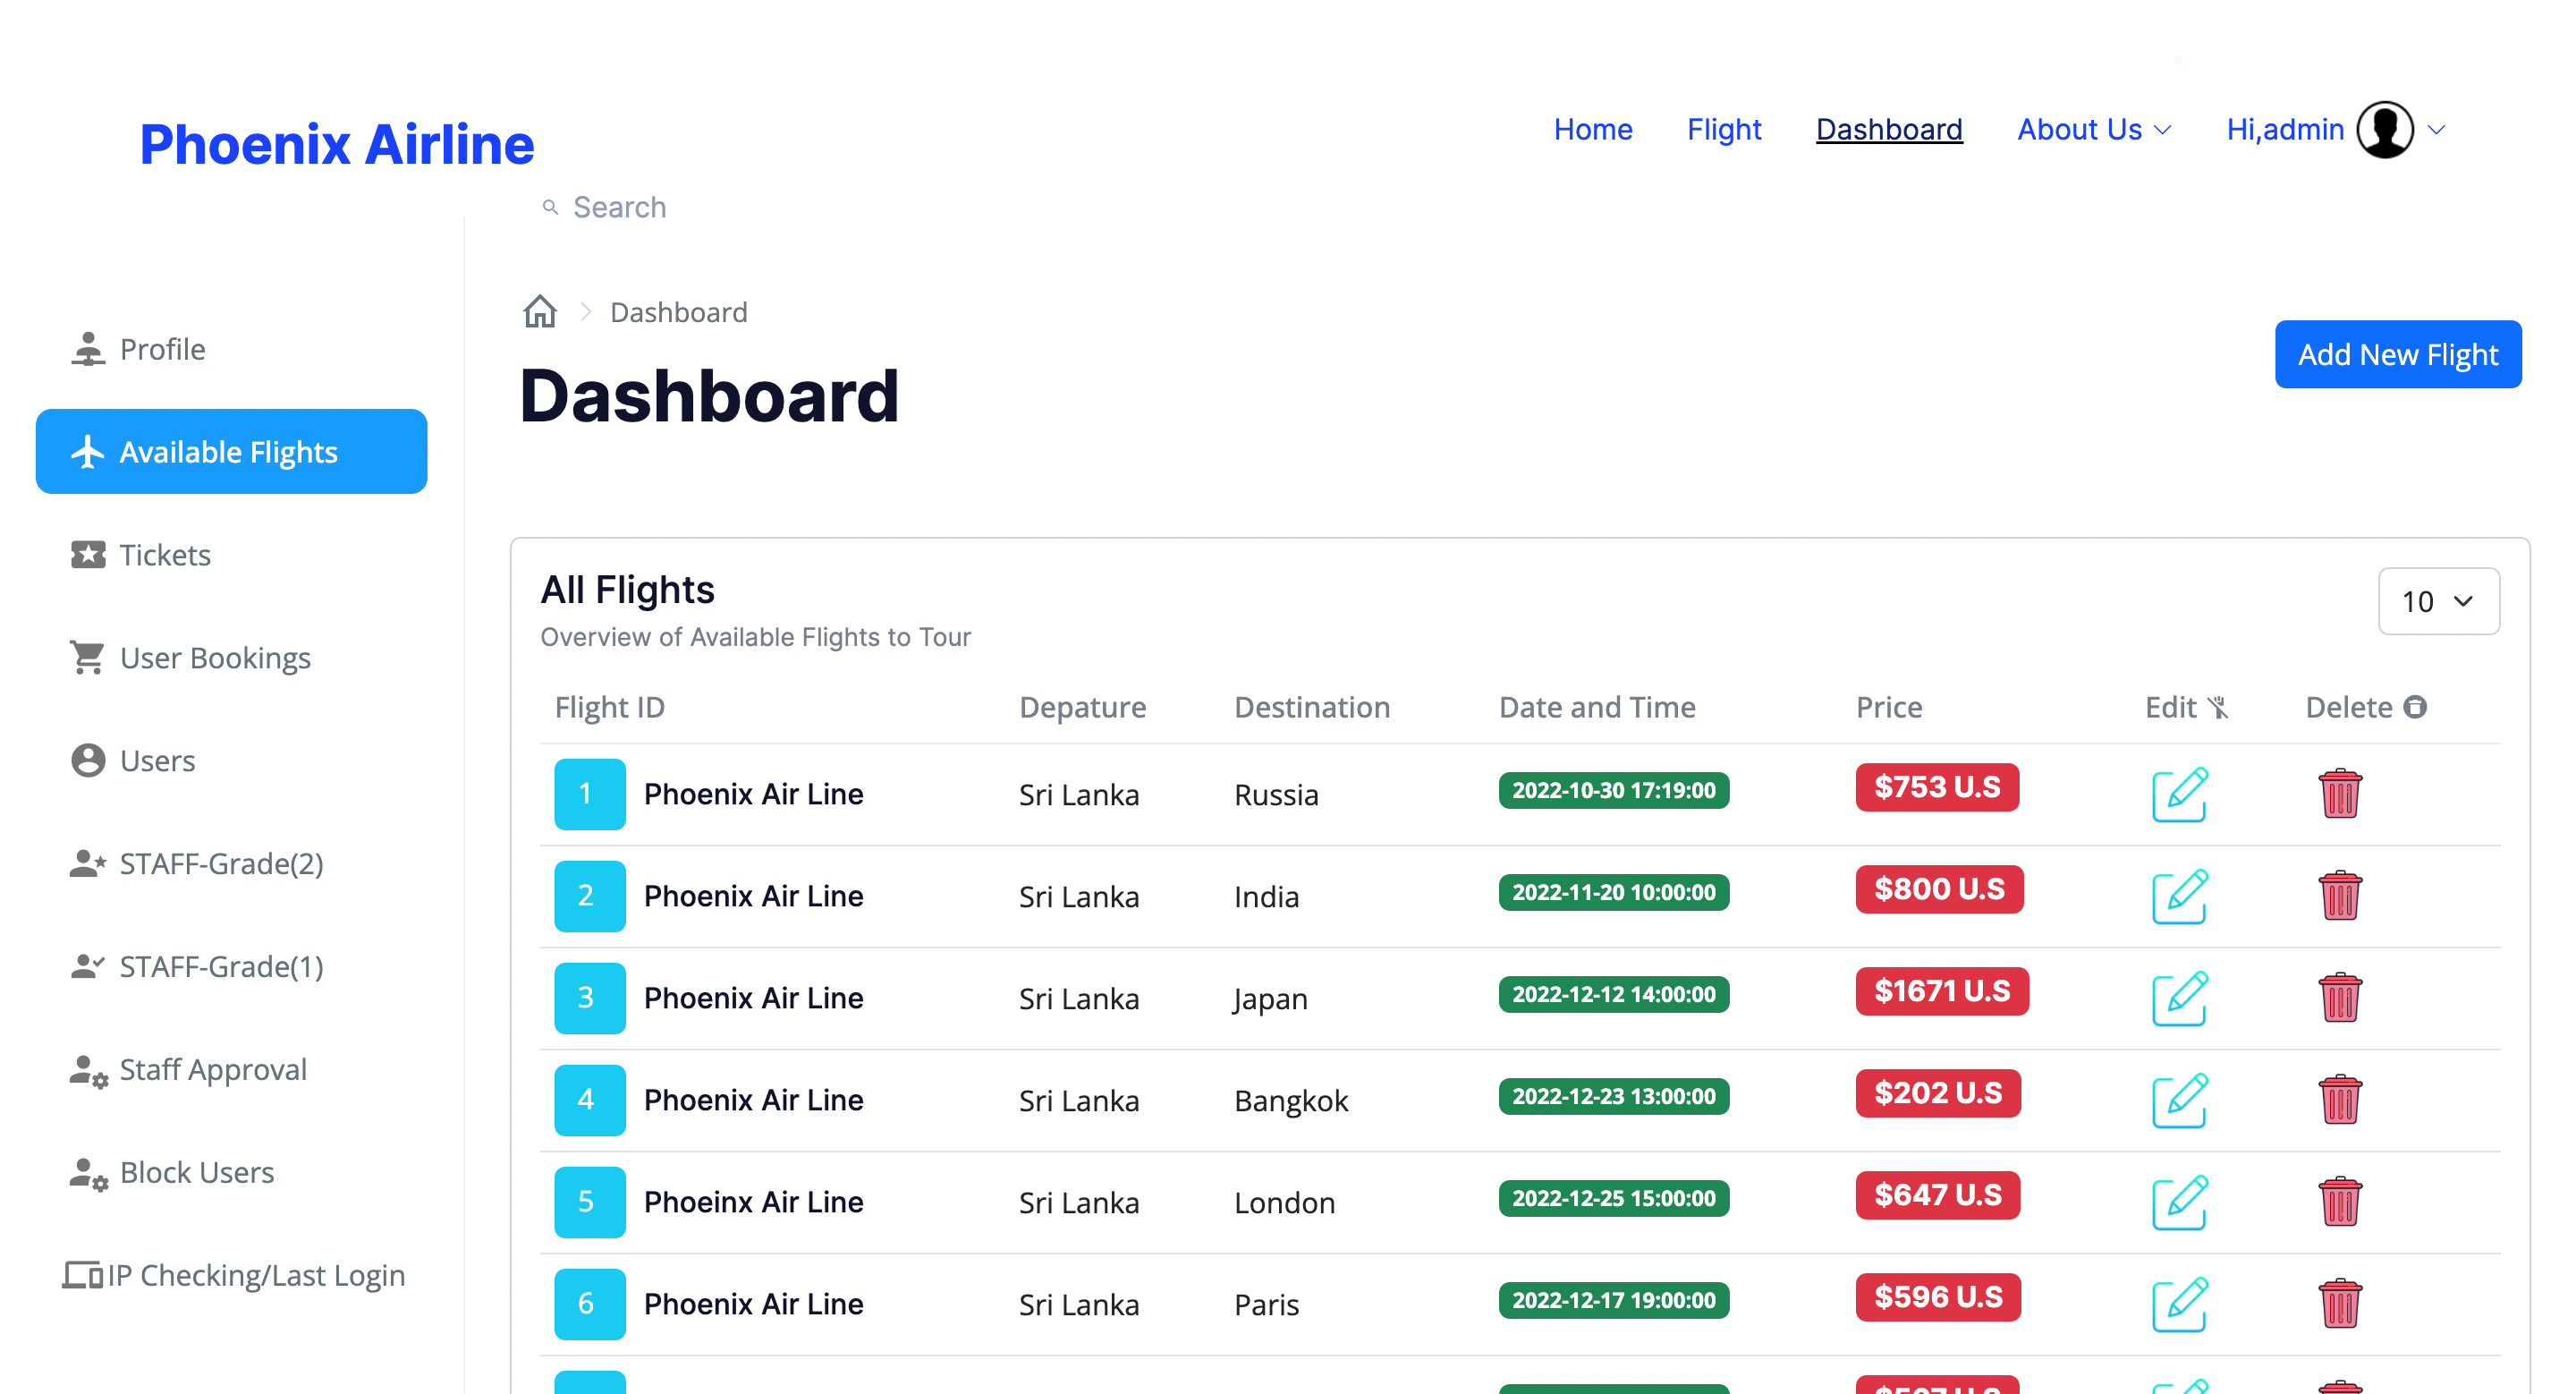 Phoenix Airline
Home Flight Dashboard About Us Hi,admin
Search
Dashboard
Dashboard
Add New Flight
Profile
Available Flights
Tickets
User Bookings
Users
STAFF-Grade(2)
STAFF-Grade(1)
Staff Approval
Block Users
IP Checking/Last Login
All Flights
10
Overview of Available Flights to Tour
Flight ID Depature Destination Date and Time Price Edit Delete
1 Phoenix Air Line Sri Lanka Russia 2022-10-30 17:19:00 $753 U.S
2 Phoenix Air Line Sri Lanka India 2022-11-20 10:00:00 $800 U.S
3 Phoenix Air Line Sri Lanka Japan 2022-12-12 14:00:00 $1671 U.S
4 Phoenix Air Line Sri Lanka Bangkok 2022-12-23 13:00:00 $202 U.S
5 Phoeinx Air Line Sri Lanka London 2022-12-25 15:00:00 $647 U.S
6 Phoenix Air Line Sri Lanka Paris 2022-12-17 19:00:00 $596 U.S